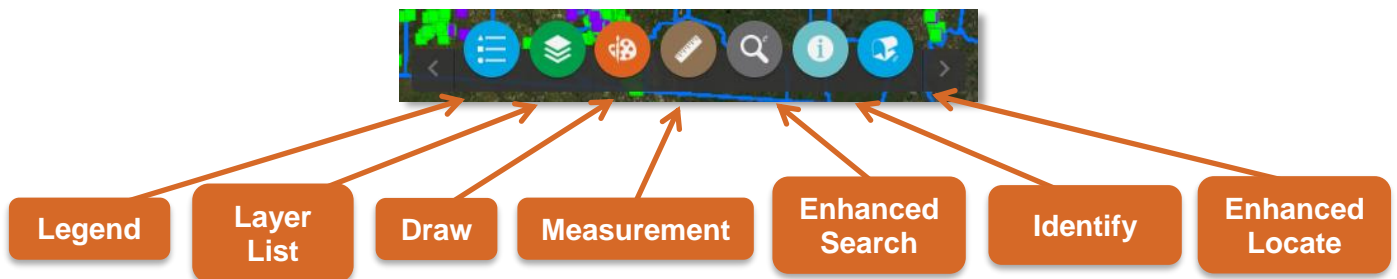 Legend
Layer
List
Draw
Measurement
Enhanced
Search
Identify
Enhanced
Locate